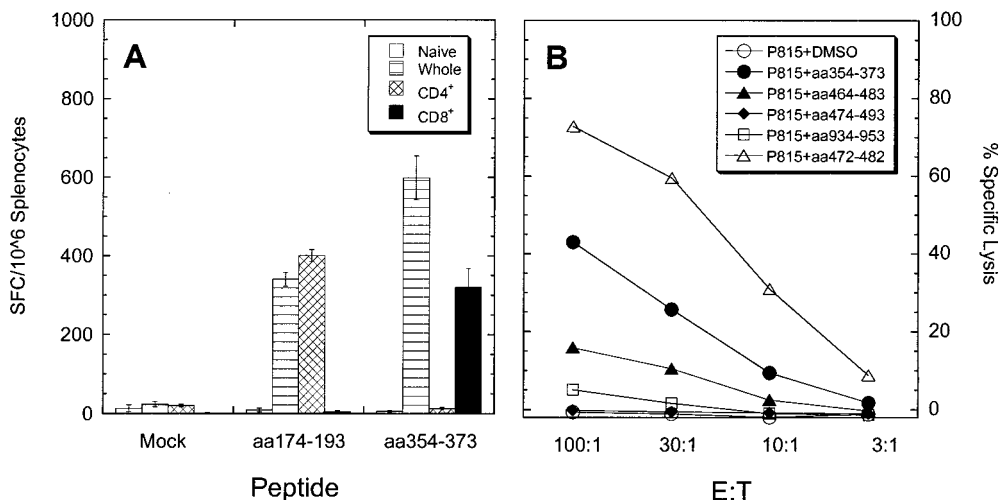 A
SFC/10^6 Splenocytes
1000
800
600
400
200
0
Naive
Whole
CD4+
CD8+
Mock
aa174-193
aa354-373
Peptide
B
P815+DMSO
P815+aa354-373
P815+aa464-483
P815+aa474-493
P815+aa934-953
P815+aa472-482
100
80
60
40
20
0
% Specific Lysis
100:1
30:1
10:1
3:1
E:T